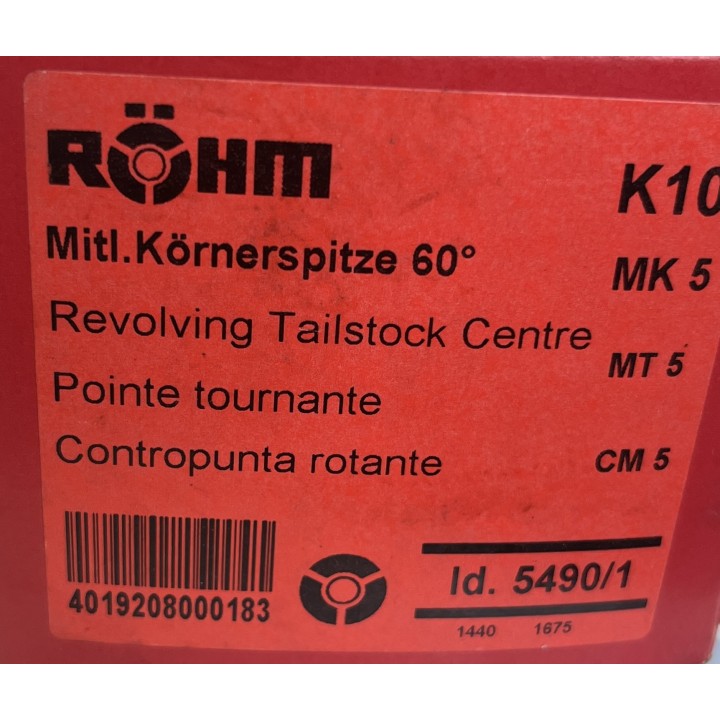 RÖHM
K10
Mitl.Körnerspitze 60°
MK 5
Revolving Tailstock Centre
MT 5
Pointe tournante
Contropunta rotante
CM 5
4019208000183
Id. 5490/1
1440 1675